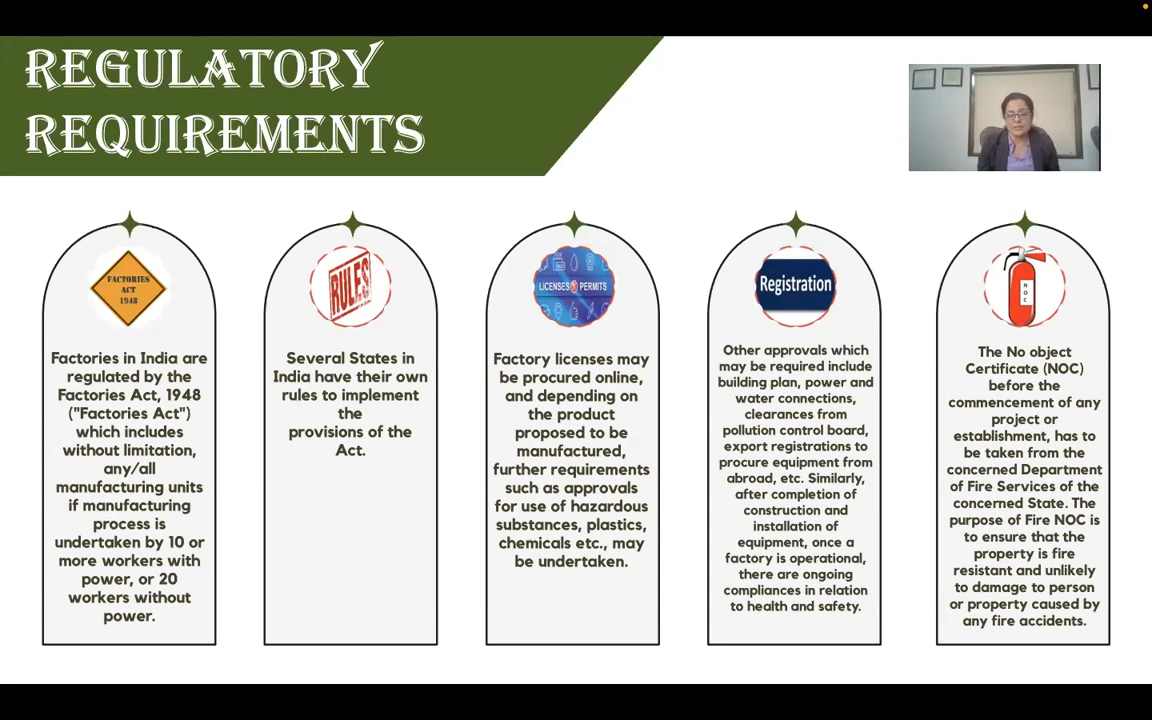 REGULATORY
REQUIREMENTS
FACTORIES
ACT
1948
Factories in India are
regulated by the
Factories Act, 1948
("Factories Act")
which includes
without limitation,
any/all
manufacturing units
if manufacturing
process is
undertaken by 10 or
more workers with
power, or 20
workers without
power.
RULES
Several States in
India have their own
rules to implement
the
provisions of the
Act.
LICENSES PERMITS
Factory licenses may
be procured online,
and depending on
the product
proposed to be
manufactured,
further requirements
such as approvals
for use of hazardous
substances, plastics,
chemicals etc., may
be undertaken.
Registration
Other approvals which
may be required include
building plan, power and
water connections,
clearances from
pollution control board,
export registrations to
procure equipment from
abroad, etc. Similarly,
after completion of
construction and
installation of
equipment, once a
factory is operational,
there are ongoing
compliances in relation
to health and safety.
N
O
C
The No object
Certificate (NOC)
before the
commencement of any
project or
establishment, has to
be taken from the
concerned Department
of Fire Services of the
concerned State. The
purpose of Fire NOC is
to ensure that the
property is fire
resistant and unlikely
to damage to person
or property caused by
any fire accidents.